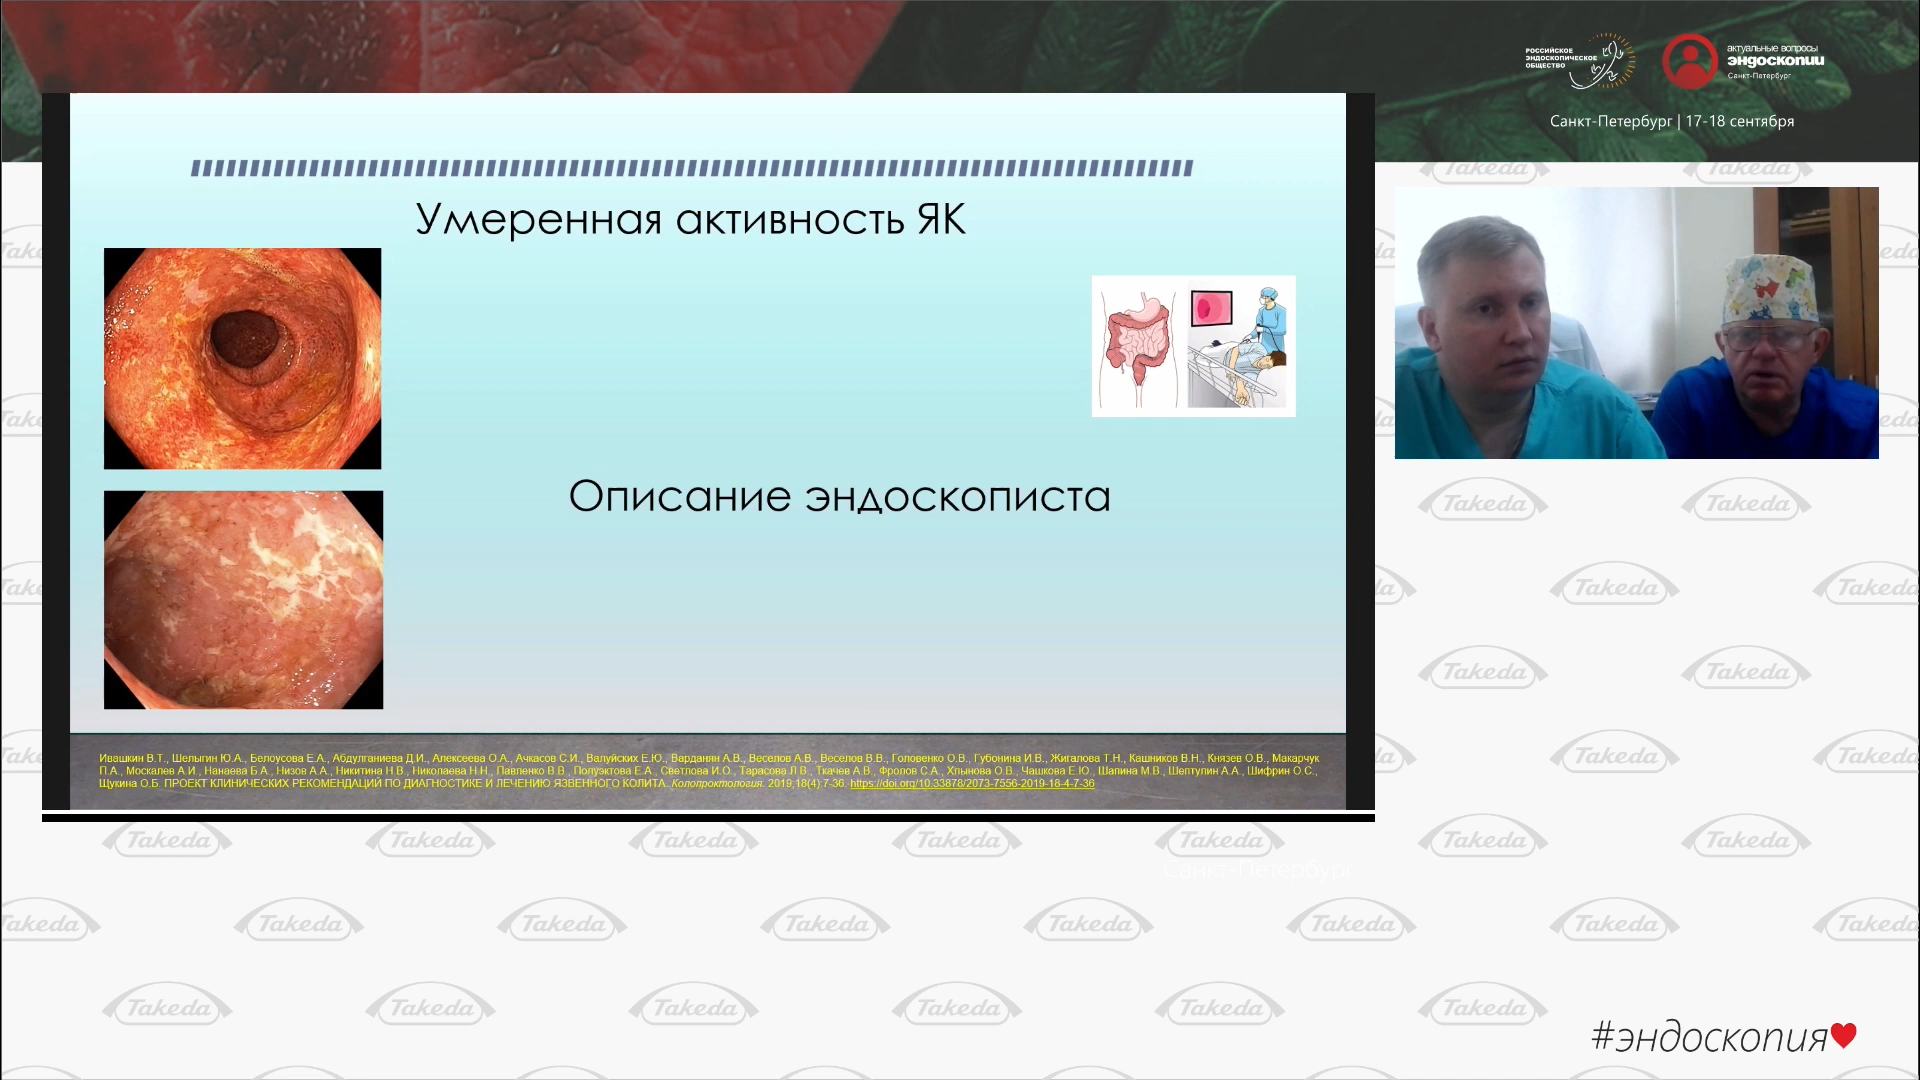 РОССИЙСКОЕ
ЭНДОСКОПИЧЕСКОЕ
ОБЩЕСТВО
актуальные вопросы
эндоскопии
Санкт-Петербург
Санкт-Петербург | 17-18 сентября
Умеренная активность ЯК
Описание эндоскописта
Ивашкин В.Т., Шелыгин Ю.А., Белоусова Е.А., Абдулганиева Д.И., Алексеева О.А., Ачкасов С.И., Валуйских Е.Ю., Варданян А.В., Веселов А.В., Веселов В.В., Головенко О.В., Губонина И.В., Жигалова Т.Н., Кашников В.Н., Князев О.В., Макарчук
П.А., Москалев А.И., Нанаева Б.А., Низов А.А., Никитина Н.В., Николаева Н.Н., Павленко В.В., Полуэктова Е.А., Светлова И.О., Тарасова Л.В., Ткачев А.В., Фролов С.А., Хлынова О.В., Чашкова Е.Ю., Шапина М.В., Шептулин А.А., Шифрин О.С.,
Щукина О.Б. ПРОЕКТ КЛИНИЧЕСКИХ РЕКОМЕНДАЦИЙ ПО ДИАГНОСТИКЕ И ЛЕЧЕНИЮ ЯЗВЕННОГО КОЛИТА. Колопроктология. 2019;18(4):7-36. https://doi.org/10.33878/2073-7556-2019-18-4-7-36
Takeda
Санкт-Петербург
#эндоскопия